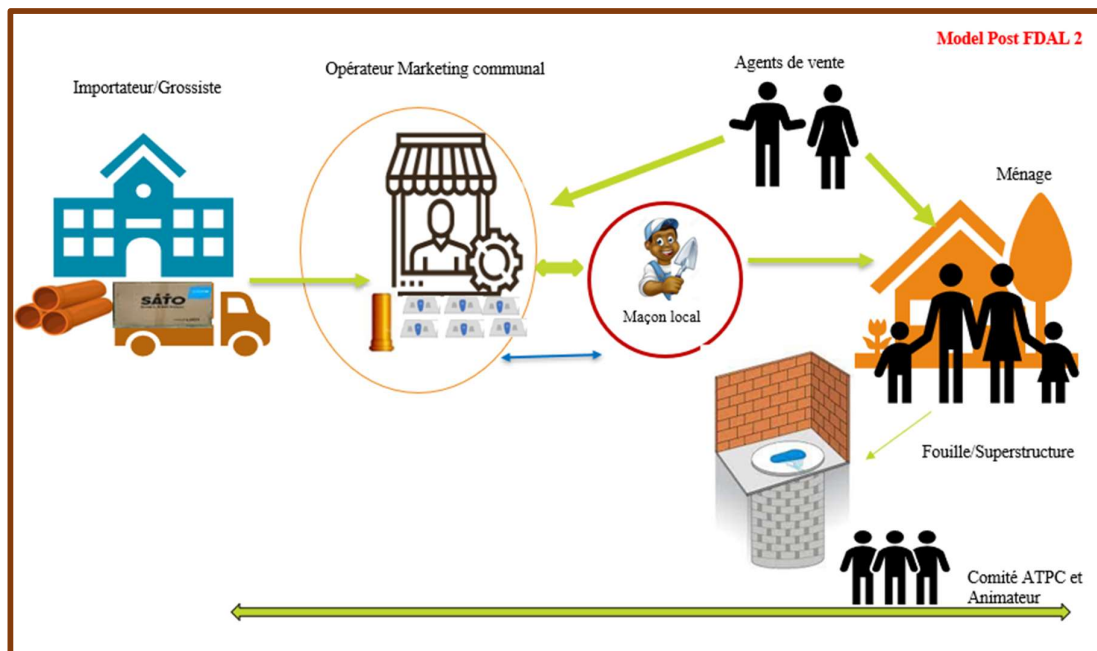 Model Post FDAL 2
Opérateur Marketing communal
Agents de vente
Importateur/Grossiste
Ménage
SATO
Maçon local
Fouille/Superstructure
Comité ATPC et
Animateur